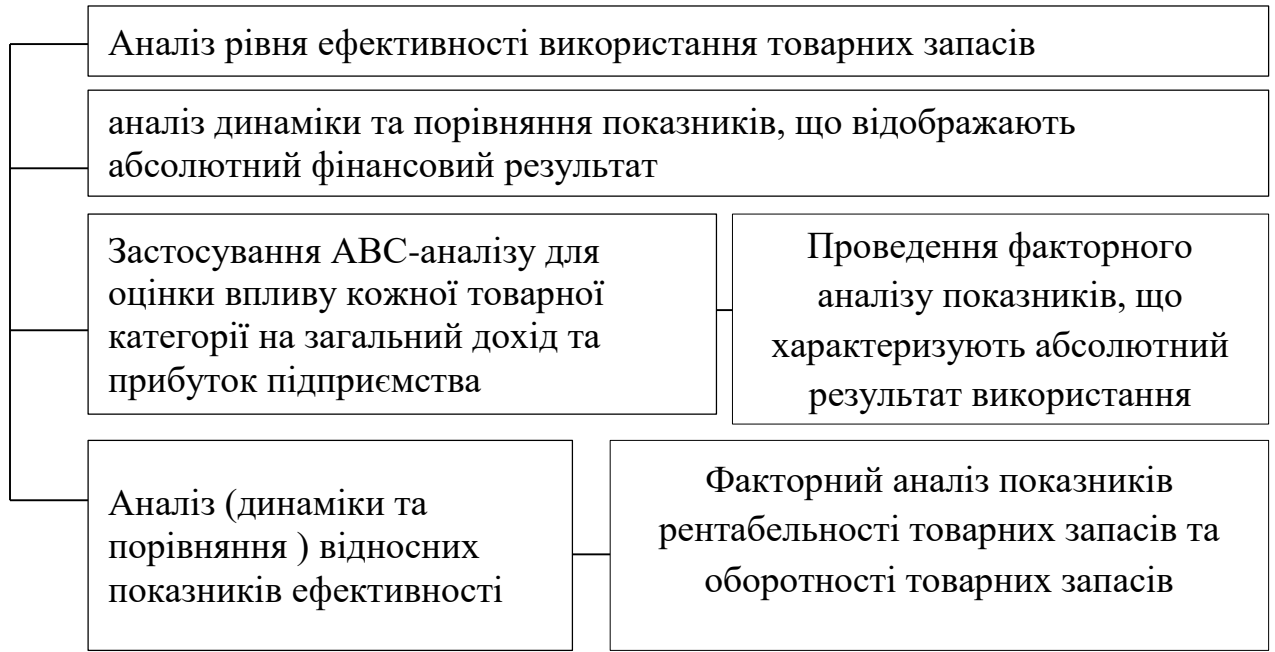 Аналіз рівня ефективності використання товарних запасів
аналіз динаміки та порівняння показників, що відображають
абсолютний фінансовий результат
Застосування АВС-аналізу для
оцінки впливу кожної товарної
категорії на загальний дохід та
прибуток підприємства
Проведення факторного
аналізу показників, що
характеризують абсолютний
результат використання
Аналіз (динаміки та
порівняння ) відносних
показників ефективності
Факторний аналіз показників
рентабельності товарних запасів та
оборотності товарних запасів